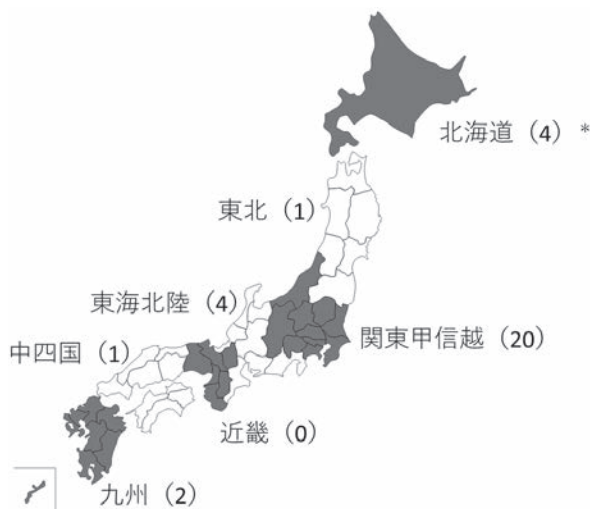 北海道（4）*
東北（1）
東海北陸（4）
中四国（1）
関東甲信越（20）
近畿（0）
九州（2）